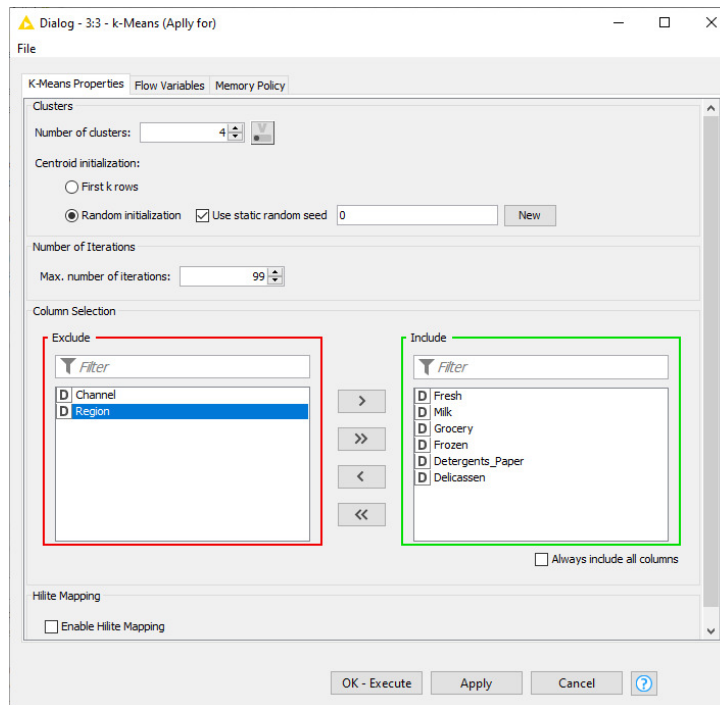 Dialog - 3:3 - k-Means (Aplly for)
File
K-Means Properties Flow Variables Memory Policy
Clusters
Number of clusters: 4 V
Centroid initialization:
First k rows
Random initialization Use static random seed 0 New
Number of Iterations
Max. number of iterations: 99
Column Selection
Exclude Include
Filter Filter
D Channel D Fresh
D Region D Milk
D Grocery
D Frozen
D Detergents_Paper
D Delicassen
> 
>>
<
<<
Always include all columns
Hilite Mapping
Enable Hilite Mapping
OK - Execute Apply Cancel ?